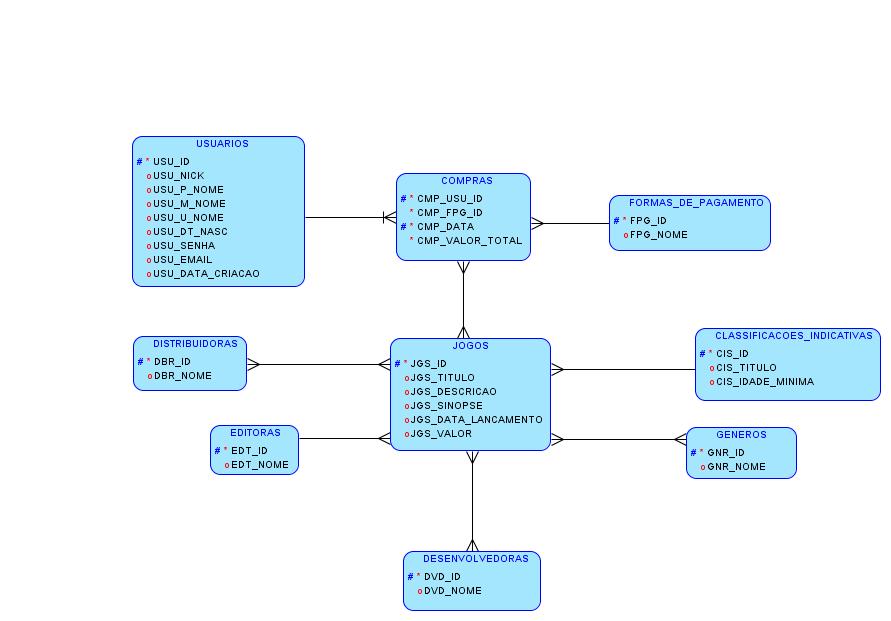 USUARIOS
# * USU_ID
o USU_NICK
o USU_P_NOME
o USU_M_NOME
o USU_U_NOME
o USU_DT_NASC
o USU_SENHA
o USU_EMAIL
o USU_DATA_CRIACAO
COMPRAS
# * CMP_USU_ID
* CMP_FPG_ID
# * CMP_DATA
* CMP_VALOR_TOTAL
FORMAS_DE_PAGAMENTO
# * FPG_ID
o FPG_NOME
DISTRIBUIDORAS
# * DBR_ID
o DBR_NOME
JOGOS
# * JGS_ID
o JGS_TITULO
o JGS_DESCRICAO
o JGS_SINOPSE
o JGS_DATA_LANCAMENTO
o JGS_VALOR
CLASSIFICACOES_INDICATIVAS
# * CIS_ID
o CIS_TITULO
o CIS_IDADE_MINIMA
EDITORAS
# * EDT_ID
o EDT_NOME
GENEROS
# * GNR_ID
o GNR_NOME
DESENVOLVEDORAS
# * DVD_ID
o DVD_NOME